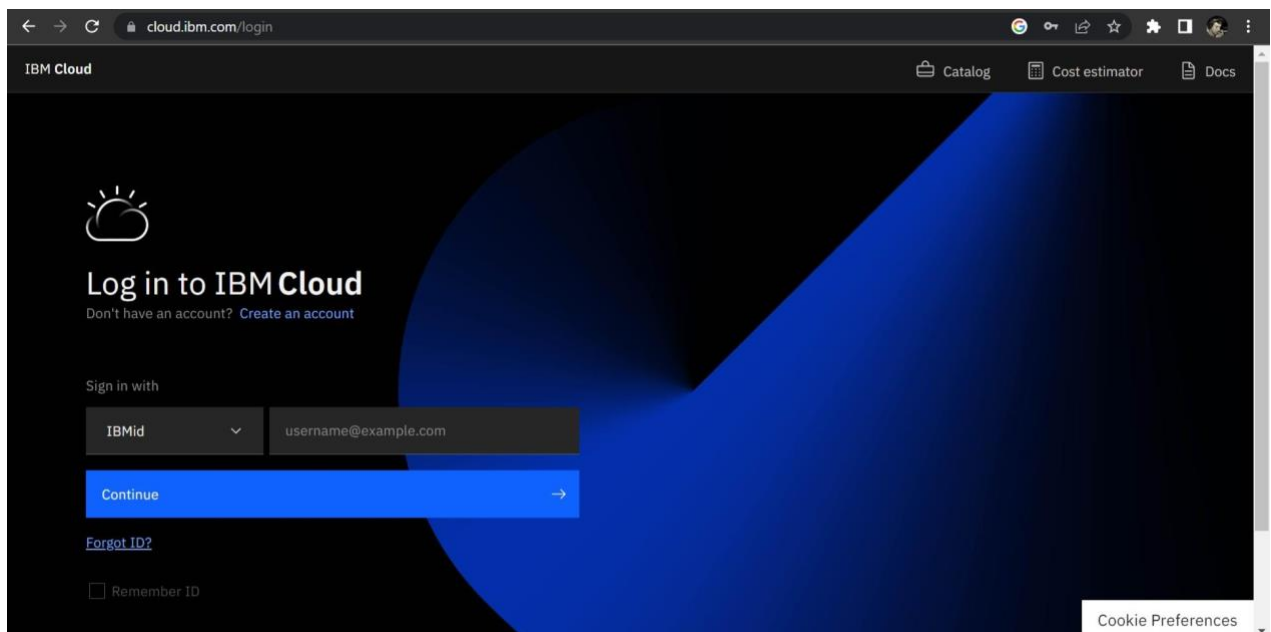 cloud.ibm.com/login
IBM Cloud
Catalog
Cost estimator
Docs
Log in to IBM Cloud
Don't have an account? Create an account
Sign in with
IBMid
username@example.com
Continue
Forgot ID?
Remember ID
Cookie Preferences